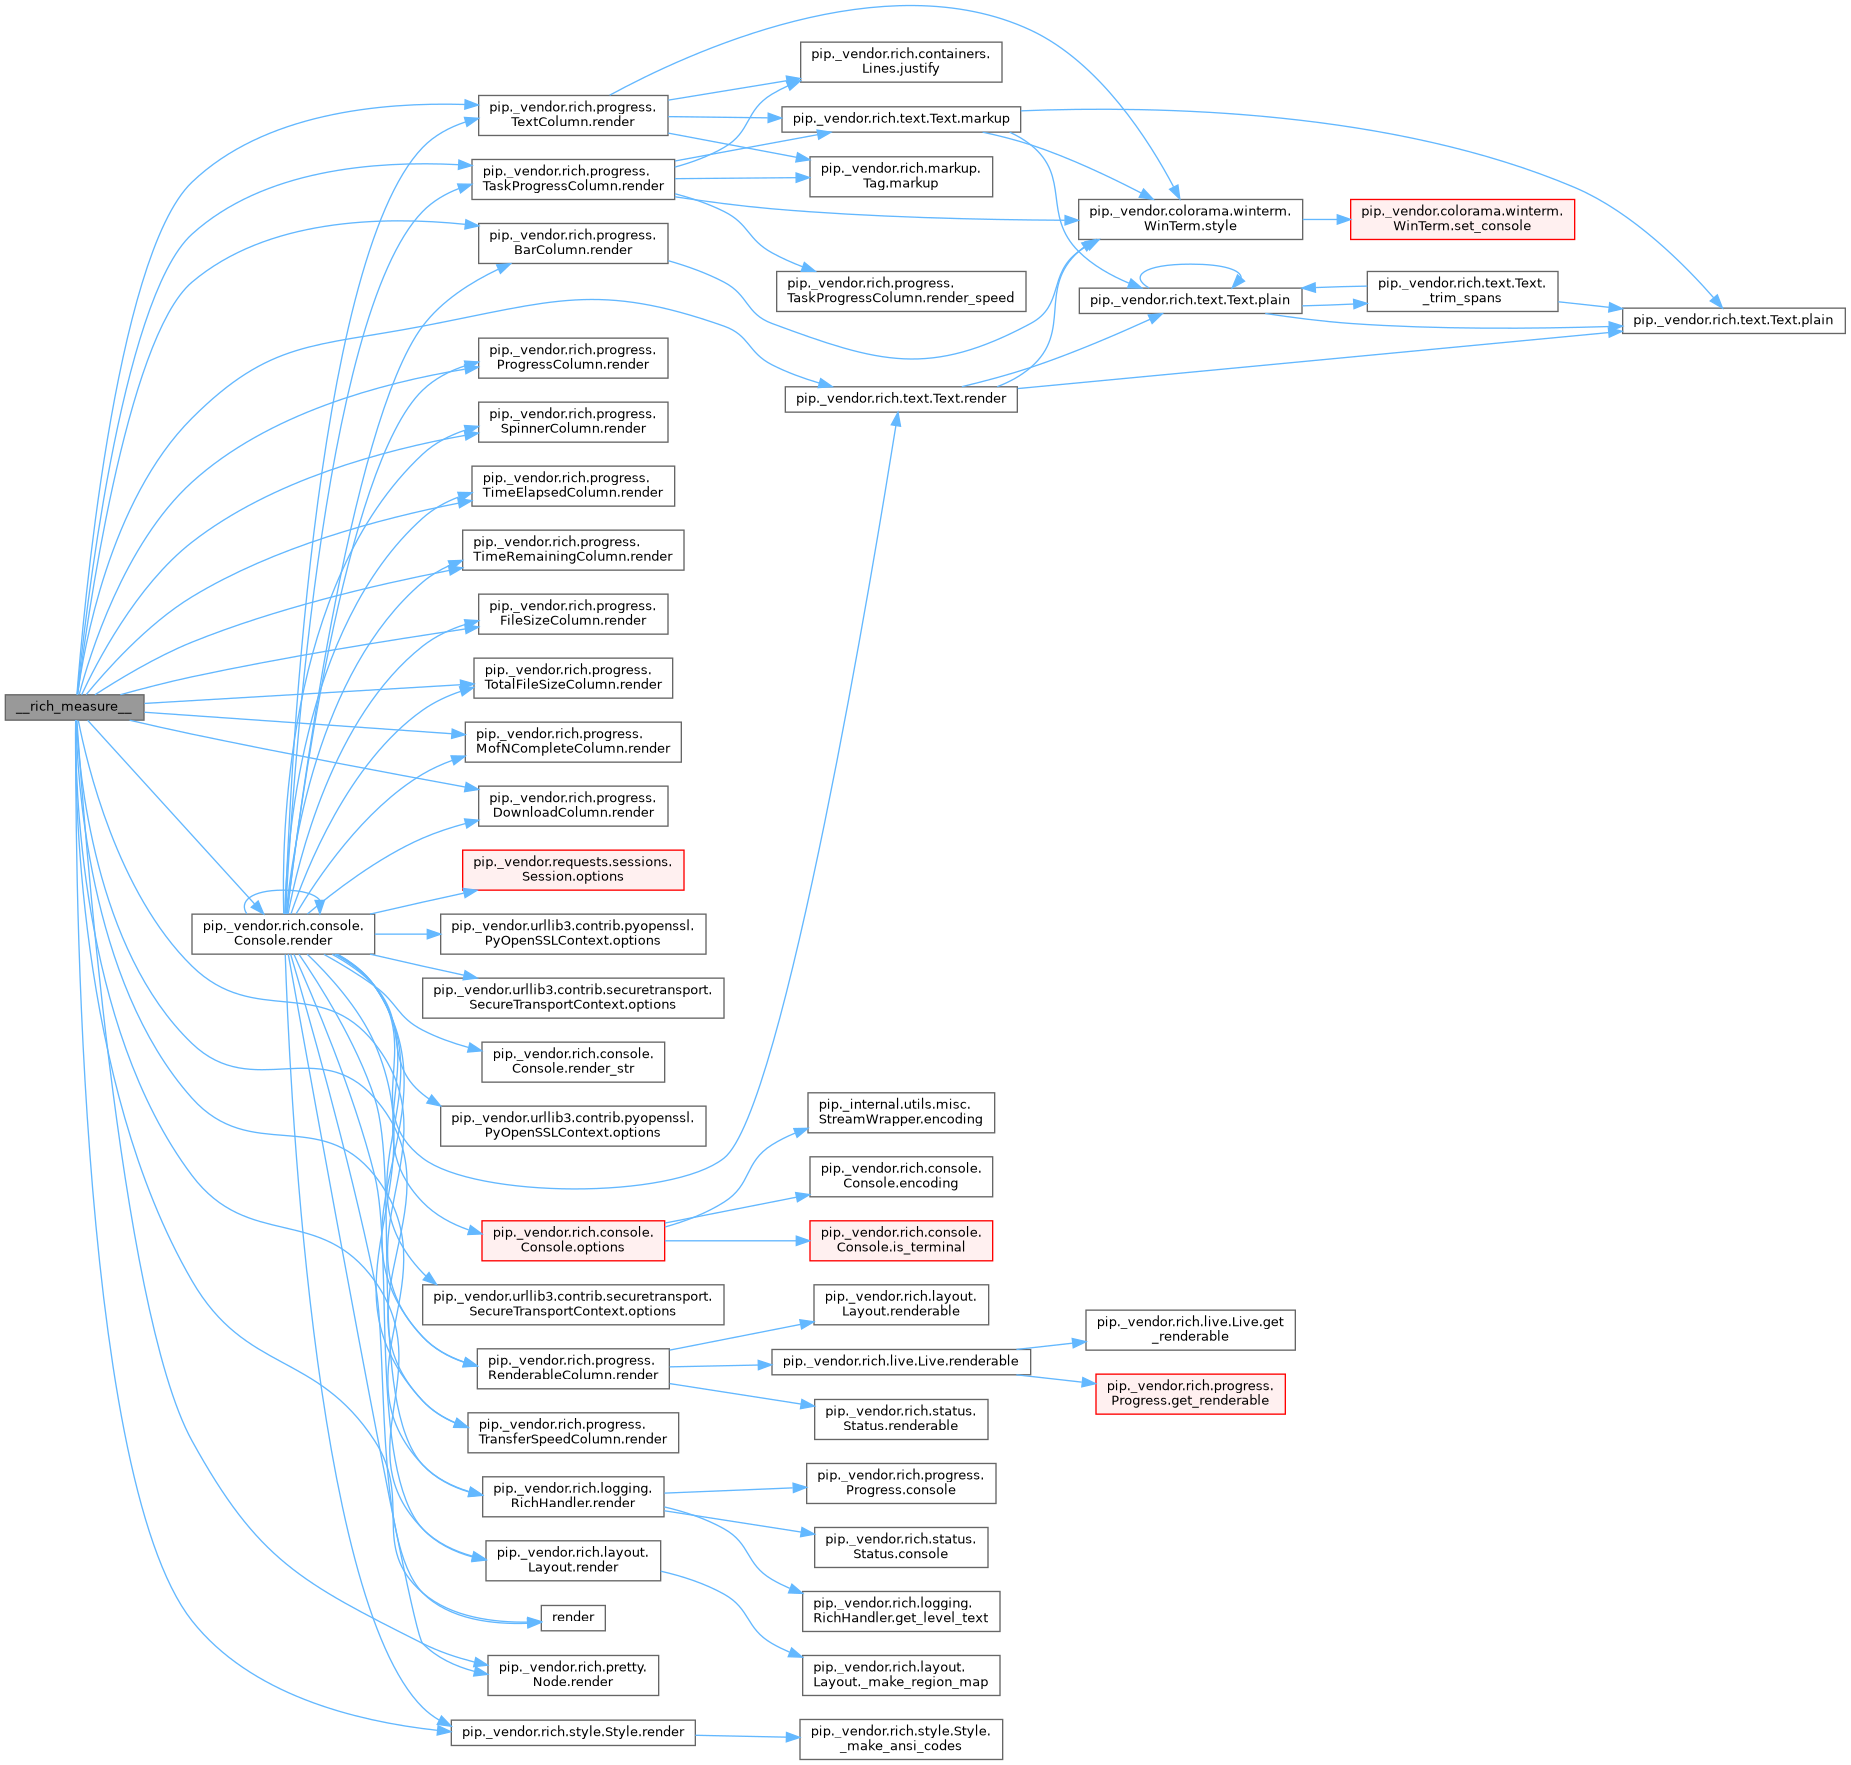 __rich_measure__
pip._vendor.rich.progress.
TextColumn.render
pip._vendor.rich.progress.
TaskProgressColumn.render
pip._vendor.rich.progress.
BarColumn.render
pip._vendor.rich.progress.
ProgressColumn.render
pip._vendor.rich.progress.
SpinnerColumn.render
pip._vendor.rich.progress.
TimeElapsedColumn.render
pip._vendor.rich.progress.
TimeRemainingColumn.render
pip._vendor.rich.progress.
FileSizeColumn.render
pip._vendor.rich.progress.
TotalFileSizeColumn.render
pip._vendor.rich.progress.
MofNCompleteColumn.render
pip._vendor.rich.progress.
DownloadColumn.render
pip._vendor.requests.sessions.
Session.options
pip._vendor.rich.console.
Console.render
pip._vendor.urllib3.contrib.pyopenssl.
PyOpenSSLContext.options
pip._vendor.urllib3.contrib.securetransport.
SecureTransportContext.options
pip._vendor.rich.console.
Console.render_str
pip._vendor.urllib3.contrib.pyopenssl.
PyOpenSSLContext.options
pip._vendor.rich.console.
Console.options
pip._vendor.urllib3.contrib.securetransport.
SecureTransportContext.options
pip._vendor.rich.progress.
RenderableColumn.render
pip._vendor.rich.progress.
TransferSpeedColumn.render
pip._vendor.rich.logging.
RichHandler.render
pip._vendor.rich.layout.
Layout.render
render
pip._vendor.rich.pretty.
Node.render
pip._vendor.rich.style.Style.render
pip._vendor.rich.containers.
Lines.justify
pip._vendor.rich.text.Text.markup
pip._vendor.rich.markup.
Tag.markup
pip._vendor.rich.progress.
TaskProgressColumn.render_speed
pip._vendor.rich.text.Text.render
pip._internal.utils.misc.
StreamWrapper.encoding
pip._vendor.rich.console.
Console.encoding
pip._vendor.rich.console.
Console.is_terminal
pip._vendor.rich.layout.
Layout.renderable
pip._vendor.rich.live.Live.renderable
pip._vendor.rich.status.
Status.renderable
pip._vendor.rich.progress.
Progress.console
pip._vendor.rich.status.
Status.console
pip._vendor.rich.logging.
RichHandler.get_level_text
pip._vendor.rich.layout.
Layout._make_region_map
pip._vendor.rich.style.Style.
_make_ansi_codes
pip._vendor.colorama.winterm.
WinTerm.style
pip._vendor.rich.text.Text.plain
pip._vendor.rich.live.Live.get
_renderable
pip._vendor.rich.progress.
Progress.get_renderable
pip._vendor.colorama.winterm.
WinTerm.set_console
pip._vendor.rich.text.Text.
_trim_spans
pip._vendor.rich.text.Text.plain